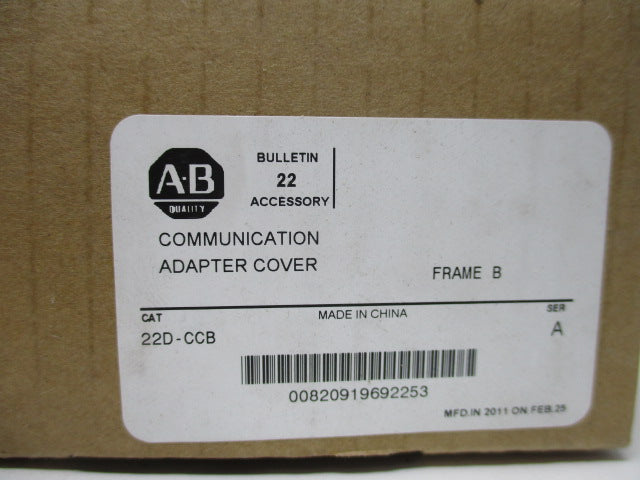 A-B
QUALITY
BULLETIN
22
ACCESSORY
COMMUNICATION
ADAPTER COVER
FRAME B
CAT
MADE IN CHINA
SER
22D-CCB
A
00820919692253
MFD.IN 2011 ON FEB.25